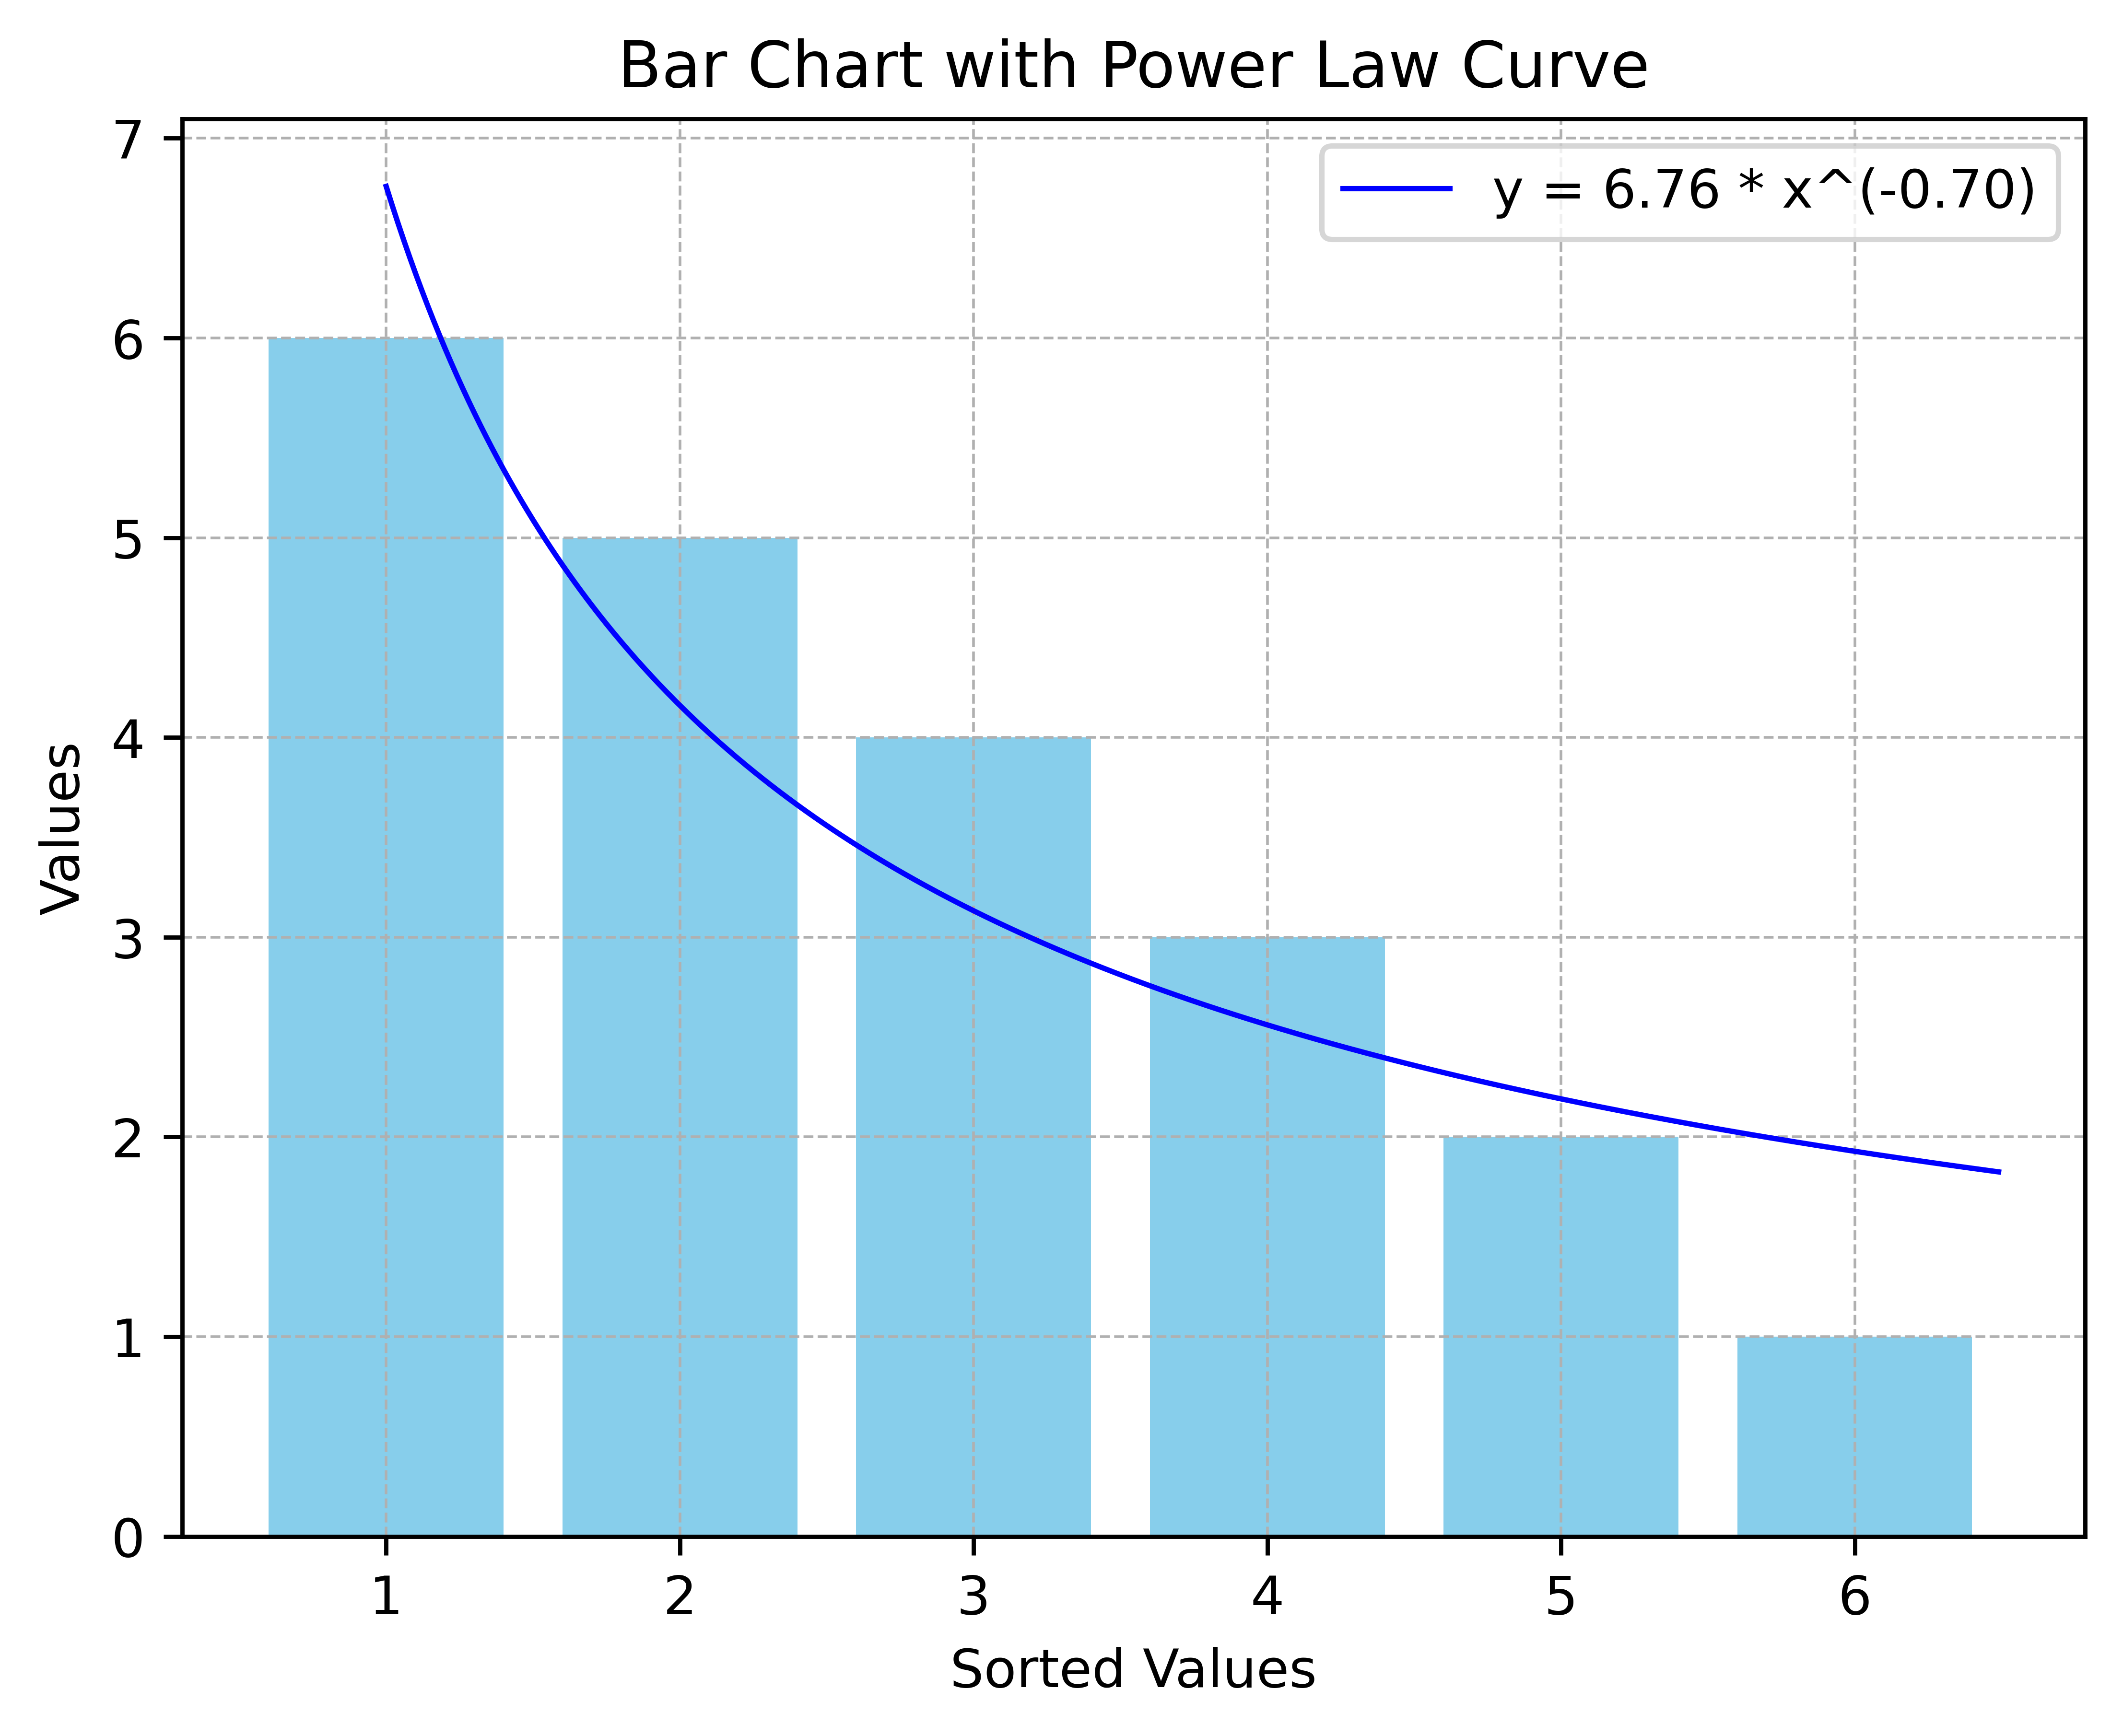 Bar Chart with Power Law Curve
y = 6.76 * x^(-0.70)
Values
7
6
5
4
3
2
1
0
1 2 3 4 5 6
Sorted Values